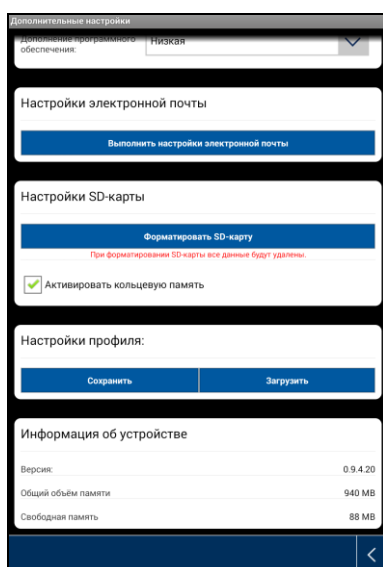 Дополнительные настройки
Дополнение программного
обеспечения:
Низкая
Настройки электронной почты
Выполнить настройки электронной почты
Настройки SD-карты
Форматировать SD-карту
При форматировании SD-карты все данные будут удалены.
Активировать кольцевую память
Настройки профиля:
Сохранить Загрузить
Информация об устройстве
Версия: 0.9.4.20
Общий объём памяти 940 MB
Свободная память 88 MB